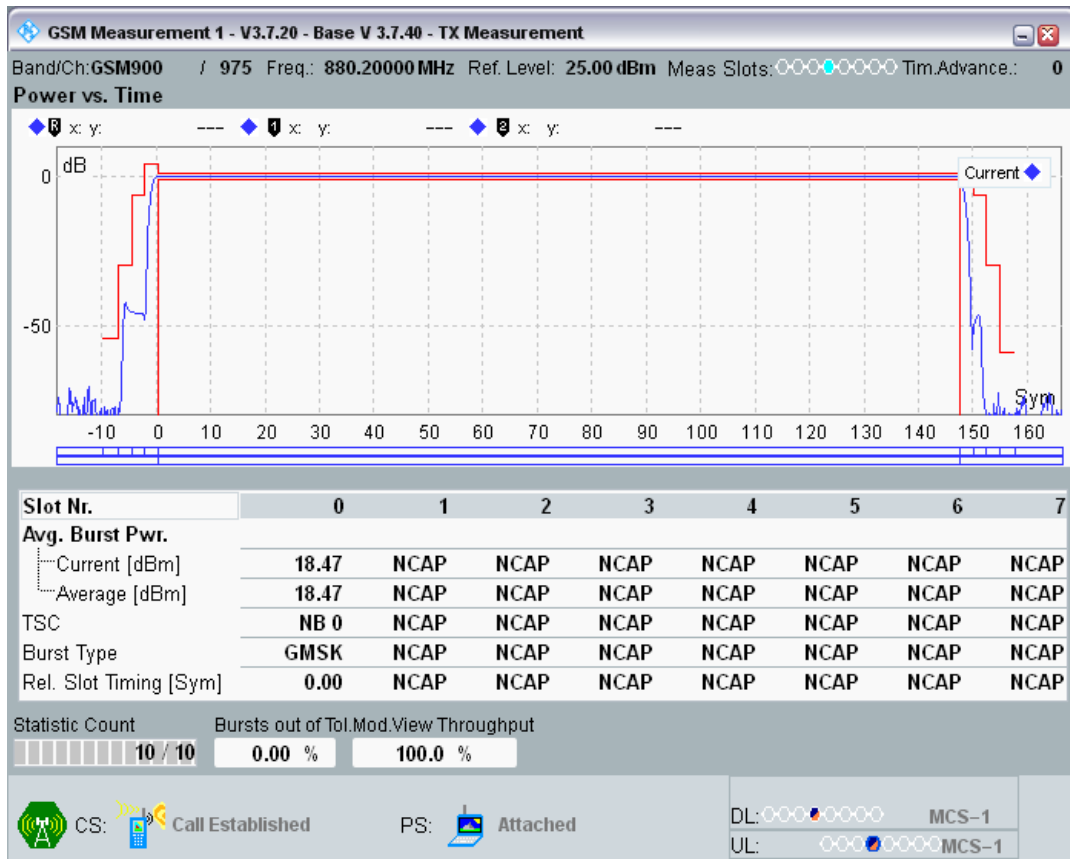 GSM Measurement 1 - V3.7.20 - Base V 3.7.40 - TX Measurement
Band/Ch:GSM900 / 975 Freq.: 880.20000 MHz Ref. Level: 25.00 dBm Meas Slots: Tim.Advance.: 0
Power vs. Time
R x: y: --- 1 x: y: --- 2 x: y: ---
dB
Current
0
-50
Sym
-10 0 10 20 30 40 50 60 70 80 90 100 110 120 130 140 150 160
Slot Nr. 0 1 2 3 4 5 6 7
Avg. Burst Pwr.
Current [dBm] 18.47 NCAP NCAP NCAP NCAP NCAP NCAP NCAP
Average [dBm] 18.47 NCAP NCAP NCAP NCAP NCAP NCAP NCAP
TSC NB 0 NCAP NCAP NCAP NCAP NCAP NCAP NCAP
Burst Type GMSK NCAP NCAP NCAP NCAP NCAP NCAP NCAP
Rel. Slot Timing [Sym] 0.00 NCAP NCAP NCAP NCAP NCAP NCAP NCAP
Statistic Count Bursts out of Tol. Mod.View Throughput
10 / 10 0.00 % 100.0 %
CS: Call Established PS: Attached
DL: MCS-1
UL: MCS-1